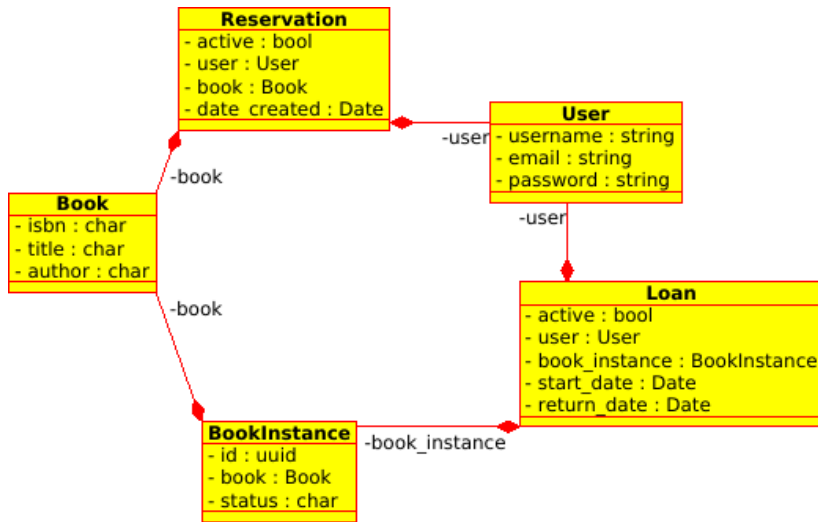 Reservation
- active : bool
- user : User
- book : Book
- date_created : Date
-user
User
- username : string
- email : string
- password : string
-book
Book
- isbn : char
- title : char
- author : char
-user
-book
Loan
- active : bool
- user : User
- book_instance : BookInstance
- start_date : Date
- return_date : Date
BookInstance
- id : uuid
- book : Book
- status : char
-book_instance